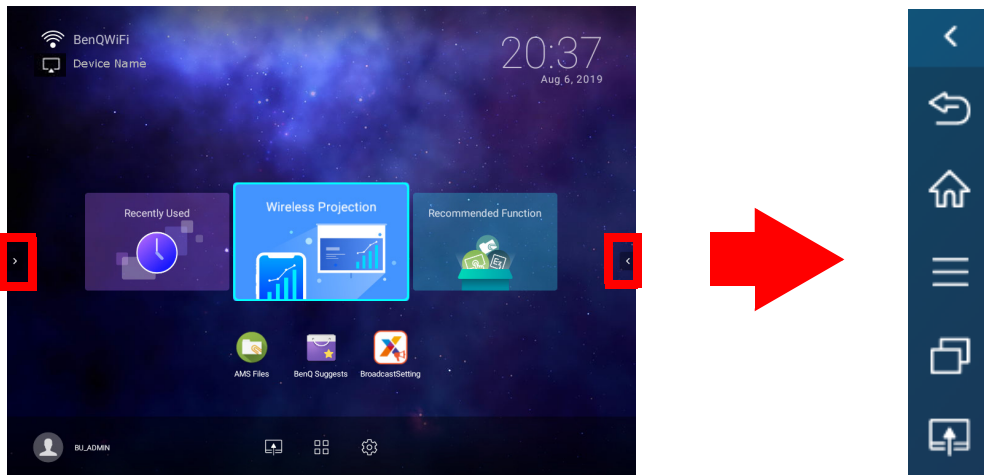 BenQWiFi
Device Name
20:37
Aug 6, 2019
Recently Used
Wireless Projection
Recommended Function
AMS Files
BenQ Suggests
BroadcastSetting
BU_ADMIN